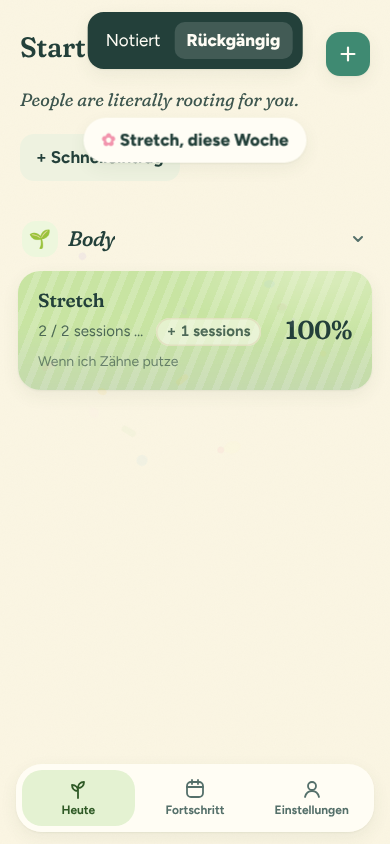 Start
Notiert Rückgängig
People are literally rooting for you.
Stretch, diese Woche
+ Schnelleintrag
Body
Stretch
2 / 2 sessions ...
+ 1 sessions
100%
Wenn ich Zähne putze
Heute
Fortschritt
Einstellungen